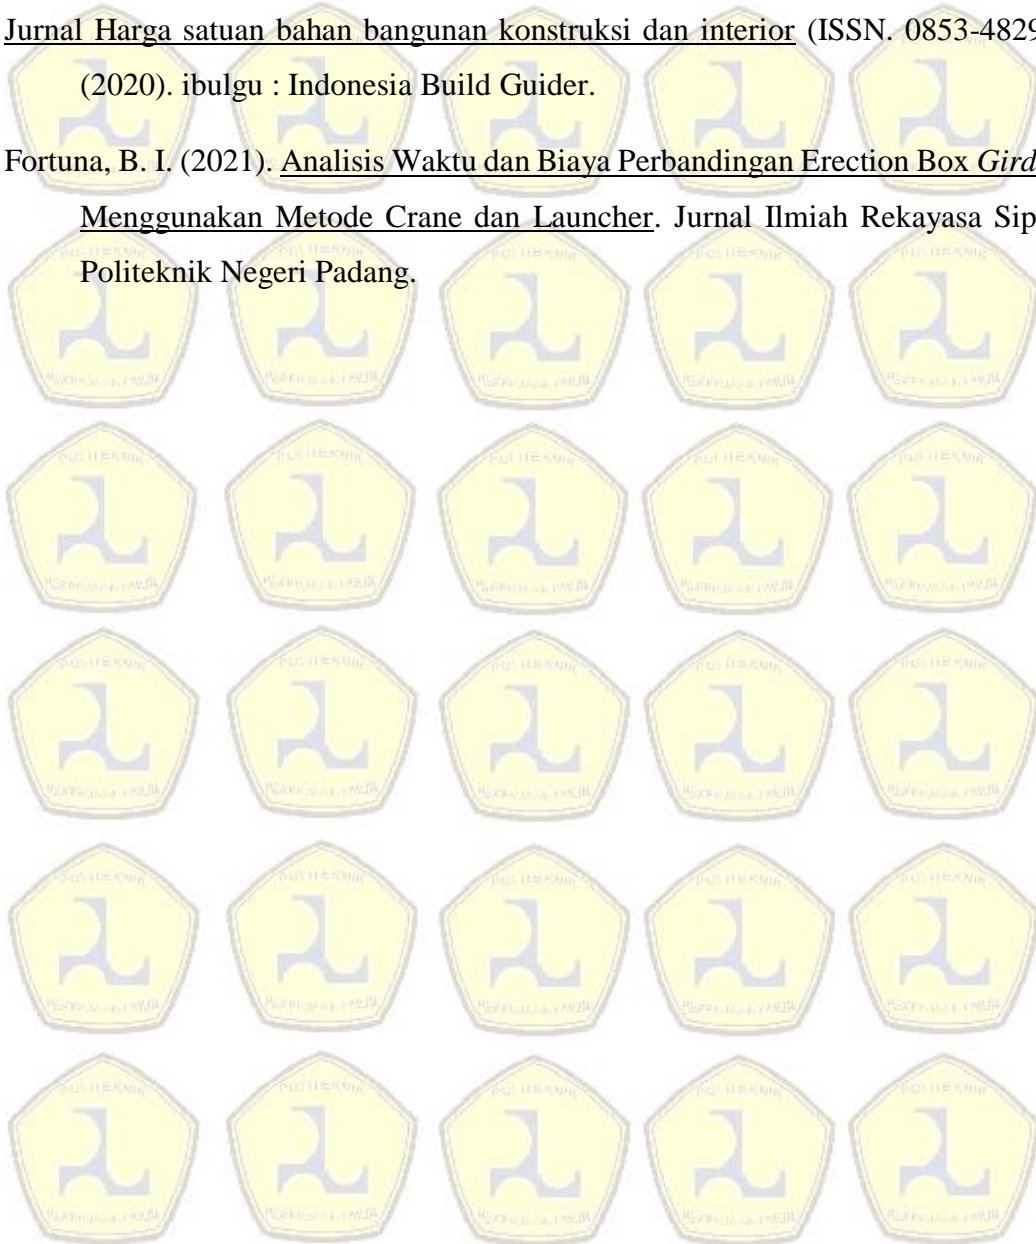 Jurnal Harga satuan bahan bangunan konstruksi dan interior (ISSN. 0853-4829
(2020). ibulgu : Indonesia Build Guider.
Fortuna, B. I. (2021). Analisis Waktu dan Biaya Perbandingan Erection Box Gird
Menggunakan Metode Crane dan Launcher. Jurnal Ilmiah Rekayasa Sip
Politeknik Negeri Padang.